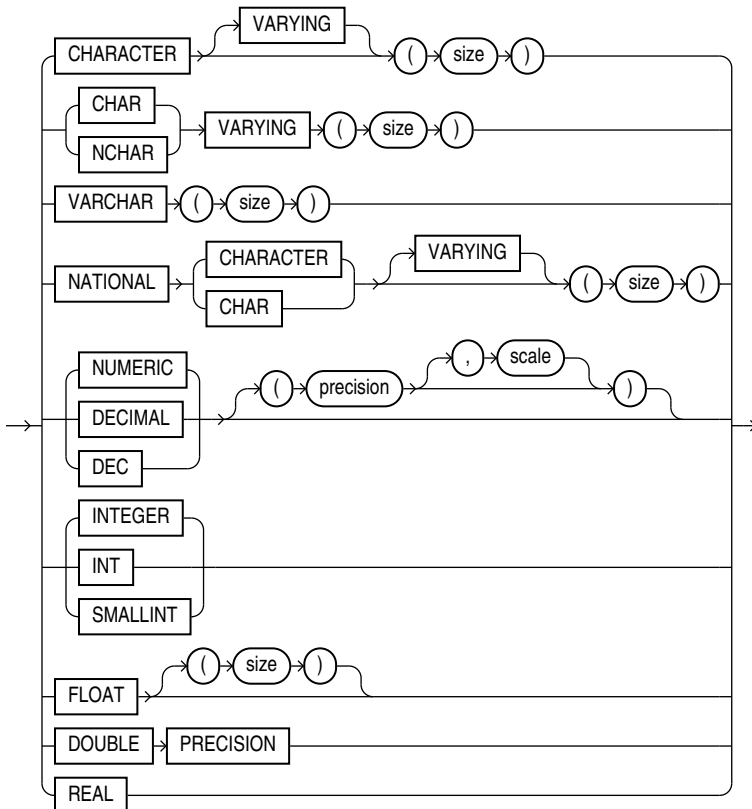 VARYING
CHARACTER ( size )
CHAR
VARYING ( size )
NCHAR
VARCHAR ( size )
CHARACTER VARYING
NATIONAL ( size )
CHAR
NUMERIC , scale
( precision )
DECIMAL
DEC
INTEGER
INT
SMALLINT
( size )
FLOAT
DOUBLE PRECISION
REAL